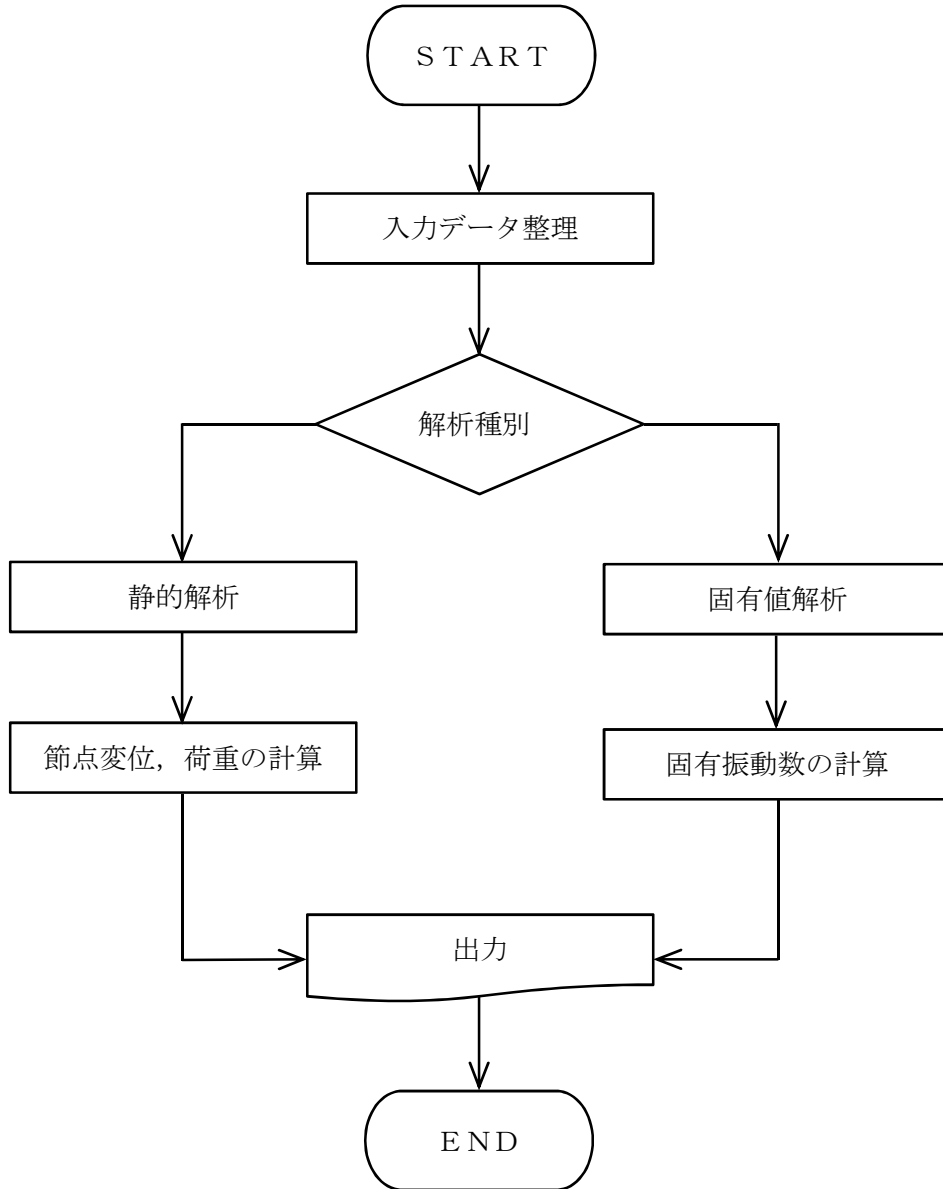 ＳＴＡＲＴ
入力データ整理
解析種別
静的解析
固有値解析
節点変位，荷重の計算
固有振動数の計算
出力
ＥＮＤ